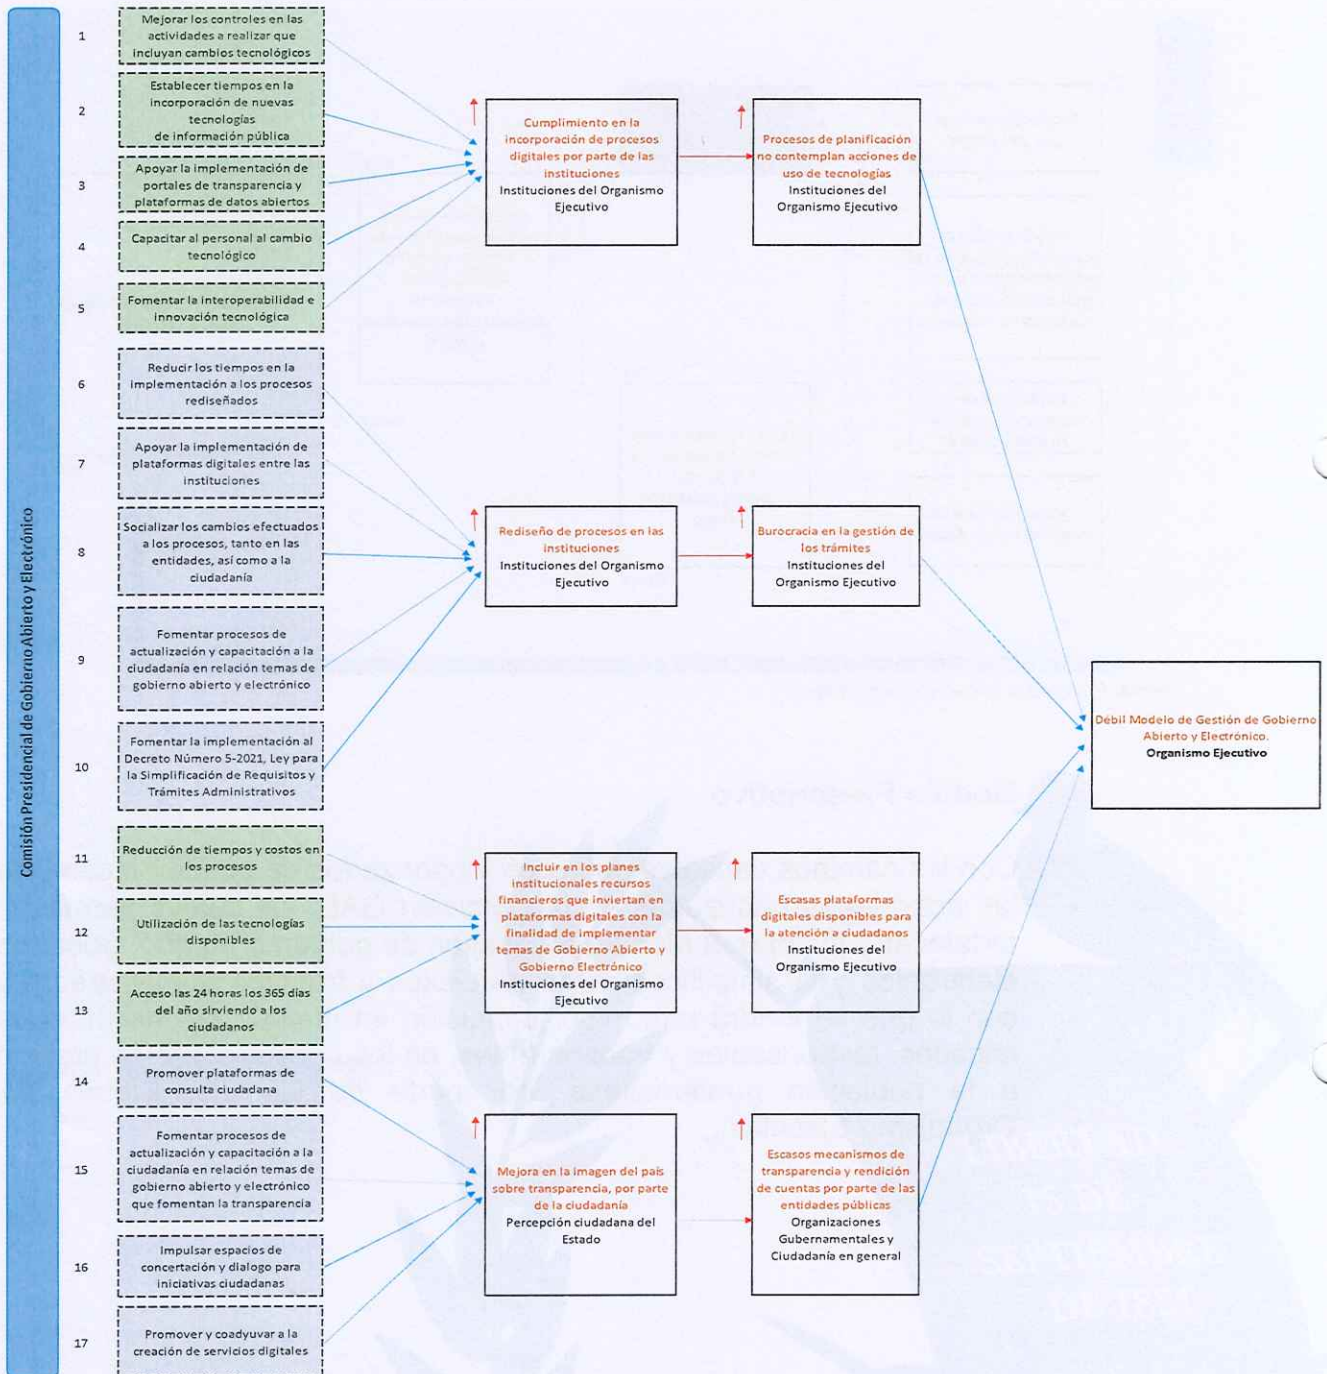 Comisión Presidencial de Gobierno Abierto y Electrónico
1
Mejorar los controles en las
actividades a realizar que
incluyan cambios tecnológicos
2
Establecer tiempos en la
incorporación de nuevas
tecnologías
de información pública
3
Apoyar la implementación de
portales de transparencia y
plataformas de datos abiertos
4
Capacitar al personal al cambio
tecnológico
5
Fomentar la interoperabilidad e
innovación tecnológica
6
Reducir los tiempos en la
implementación a los procesos
rediseñados
7
Apoyar la implementación de
plataformas digitales entre las
instituciones
8
Socializar los cambios efectuados
a los procesos, tanto en las
entidades, así como a la
ciudadanía
9
Fomentar procesos de
actualización y capacitación a la
ciudadanía en relación temas de
gobierno abierto y electrónico
10
Fomentar la implementación al
Decreto Número 5-2021, Ley para
la Simplificación de Requisitos y
Trámites Administrativos
11
Reducción de tiempos y costos en
los procesos
12
Utilización de las tecnologías
disponibles
13
Acceso las 24 horas los 365 días
del año sirviendo a los
ciudadanos
14
Promover plataformas de
consulta ciudadana
15
Fomentar procesos de
actualización y capacitación a la
ciudadanía en relación temas de
gobierno abierto y electrónico
que fomentan la transparencia
16
Impulsar espacios de
concertación y dialogo para
iniciativas ciudadanas
17
Promover y coadyuvar a la
creación de servicios digitales
Cumplimiento en la
incorporación de procesos
digitales por parte de las
instituciones
Instituciones del Organismo
Ejecutivo
Procesos de planificación
no contemplan acciones de
uso de tecnologías
Instituciones del
Organismo Ejecutivo
Rediseño de procesos en las
instituciones
Instituciones del Organismo
Ejecutivo
Burocracia en la gestión de
los trámites
Instituciones del
Organismo Ejecutivo
Incluir en los planes
institucionales recursos
financieros que inviertan en
plataformas digitales con la
finalidad de implementar
temas de Gobierno Abierto y
Gobierno Electrónico
Instituciones del Organismo
Ejecutivo
Escasas plataformas
digitales disponibles para
la atención a ciudadanos
Instituciones del
Organismo Ejecutivo
Mejora en la imagen del país
sobre transparencia, por parte
de la ciudadanía
Percepción ciudadana del
Estado
Escasos mecanismos de
transparencia y rendición
de cuentas por parte de las
entidades públicas
Organizaciones
Gubernamentales y
Ciudadanía en general
Débil Modelo de Gestión de Gobierno
Abierto y Electrónico.
Organismo Ejecutivo